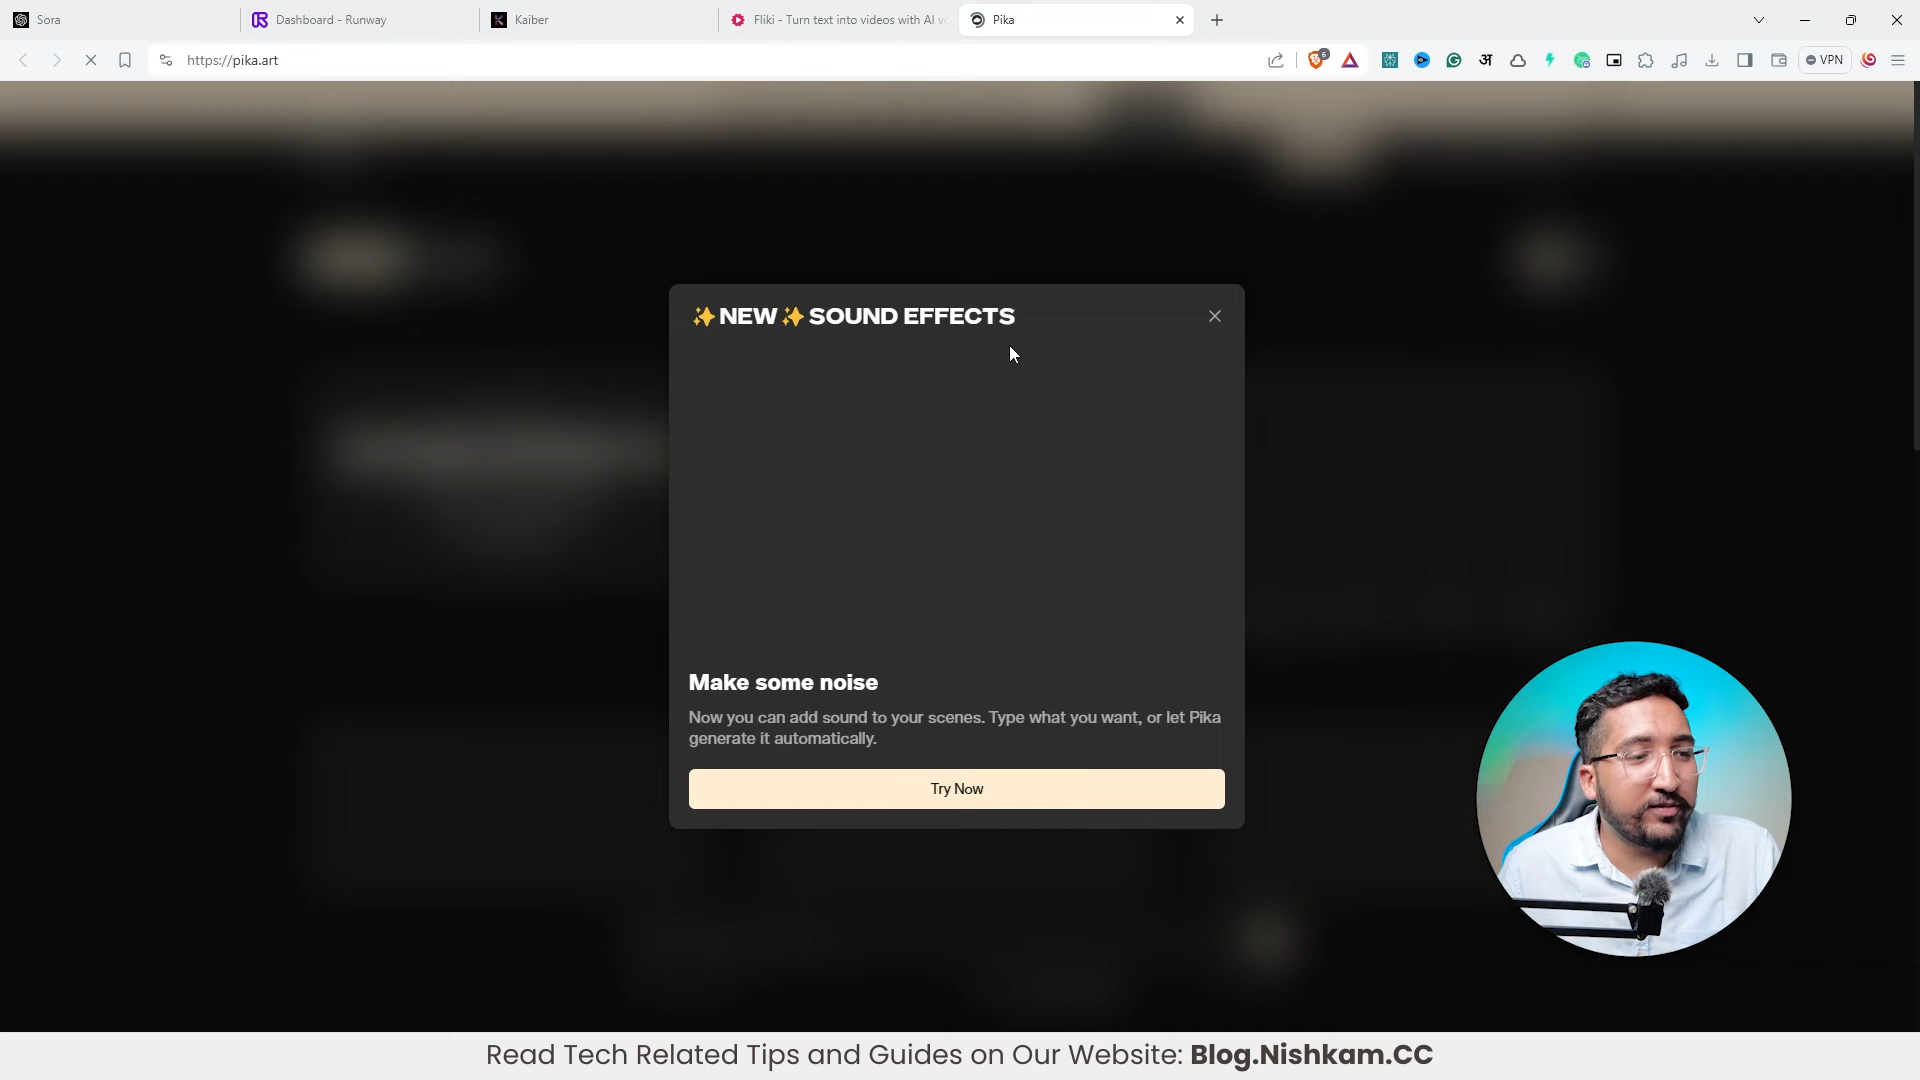 Sora
Dashboard - Runway
Kaiber
Fliki - Turn text into videos with AI vo
Pika
https://pika.art
6
अ
VPN
✨NEW✨SOUND EFFECTS
Make some noise
Now you can add sound to your scenes. Type what you want, or let Pika
generate it automatically.
Try Now
Read Tech Related Tips and Guides on Our Website: Blog.Nishkam.CC